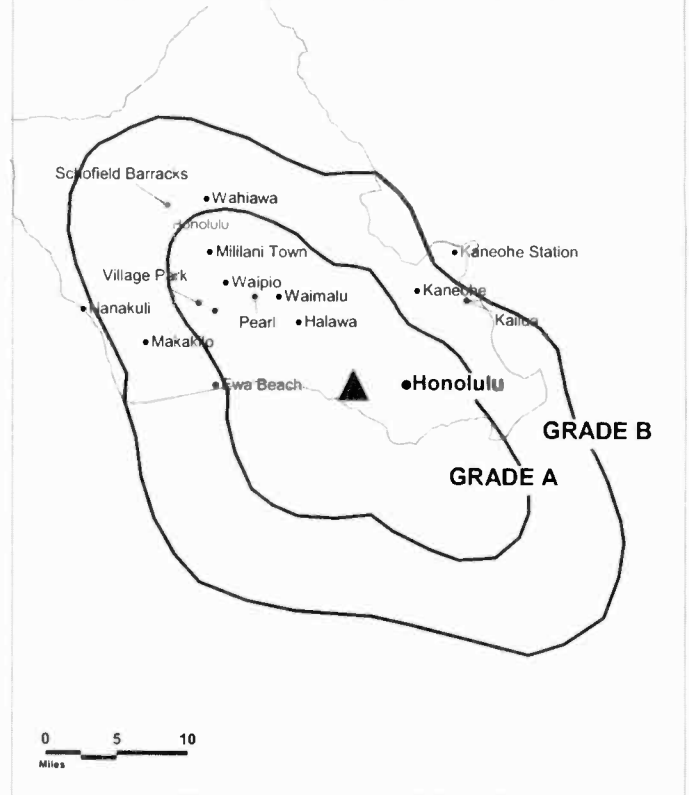 Schofield Barracks
Wahiawa
Honolulu
Mililani Town
Kaneohe Station
Village Park
Waipio
Waimalu
Kaneohe
Nanakuli
Pearl
Halawa
Kailua
Makakilo
Ewa Beach
Honolulu
GRADE B
GRADE A
0 5 10
Miles